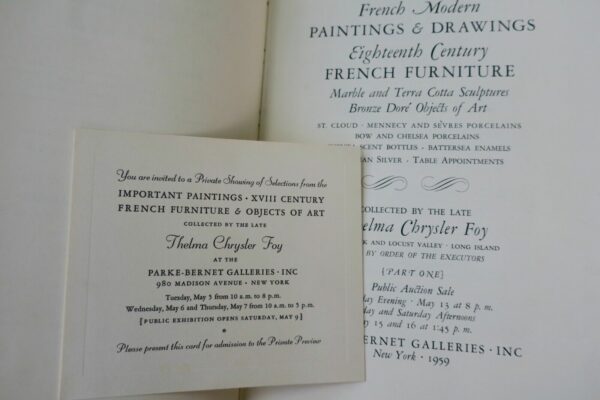 French Modern
PAINTINGS & DRAWINGS
Eighteenth Century
FRENCH FURNITURE
Marble and Terra Cotta Sculptures
Bronze Doré Objects of Art
ST. CLOUD · MENNECY AND SÈVRES PORCELAINS
BOW AND CHELSEA PORCELAINS
SCENT BOTTLES · BATTERSEA ENAMELS
SILVER · TABLE APPOINTMENTS
COLLECTED BY THE LATE
Chrysler Foy
AND LOCUST VALLEY · LONG ISLAND
BY ORDER OF THE EXECUTORS
[PART ONE]
Public Auction Sale
Evening · May 13 at 8 p. m.
and Saturday Afternoons
15 and 16 at 1:45 p. m.
GALLERIES · INC
New York · 1959
You are invited to a Private Showing of Selections from the
IMPORTANT PAINTINGS · XVIII CENTURY
FRENCH FURNITURE & OBJECTS OF ART
COLLECTED BY THE LATE
Thelma Chrysler Foy
AT THE
PARKE-BERNET GALLERIES · INC
980 MADISON AVENUE · NEW YORK
Tuesday, May 5 from 10 a.m. to 8 p.m.
Wednesday, May 6 and Thursday, May 7 from 10 a.m. to 5 p.m.
[PUBLIC EXHIBITION OPENS SATURDAY, MAY 9]
Please present this card for admission to the Private Preview